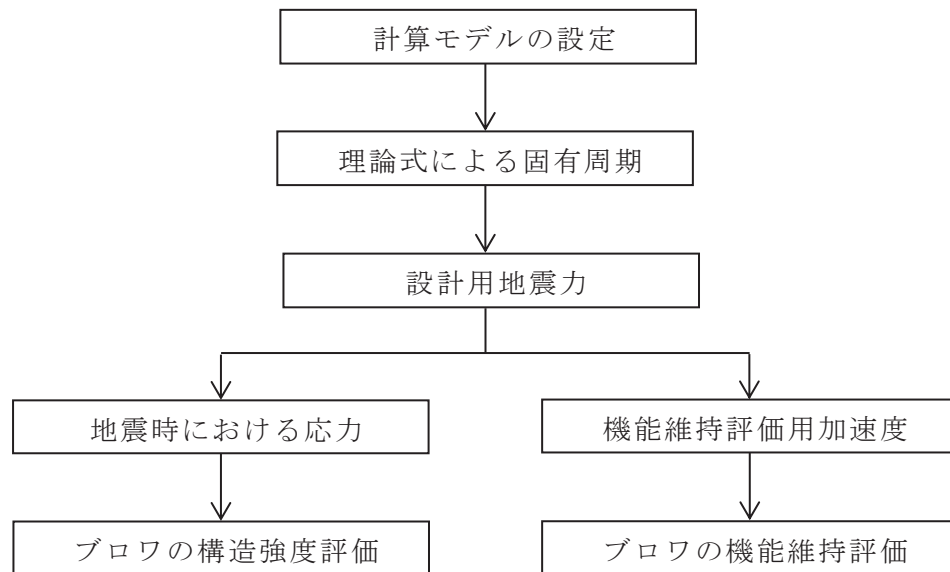 計算モデルの設定
理論式による固有周期
設計用地震力
地震時における応力
機能維持評価用加速度
ブロワの構造強度評価
ブロワの機能維持評価